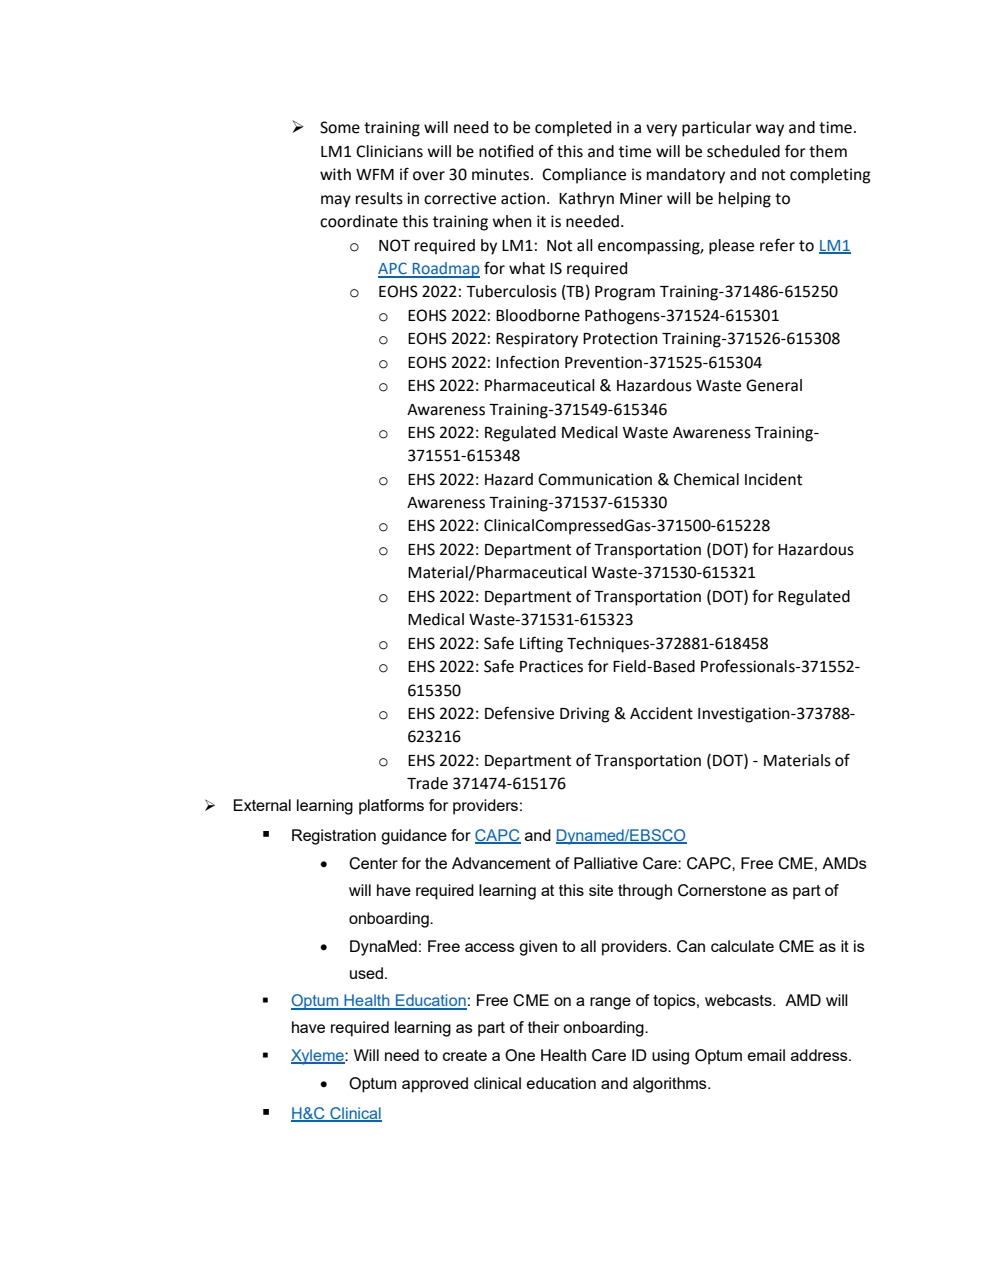 Some training will need to be completed in a very particular way and time.
LM1 Clinicians will be notified of this and time will be scheduled for them
with WFM if over 30 minutes.  Compliance is mandatory and not completing
may results in corrective action.  Kathryn Miner will be helping to
coordinate this training when it is needed.
o NOT required by LM1:  Not all encompassing, please refer to LM1
APC Roadmap for what IS required
o EOHS 2022: Tuberculosis (TB) Program Training-371486-615250
o EOHS 2022: Bloodborne Pathogens-371524-615301
o EOHS 2022: Respiratory Protection Training-371526-615308
o EOHS 2022: Infection Prevention-371525-615304
o EHS 2022: Pharmaceutical & Hazardous Waste General
Awareness Training-371549-615346
o EHS 2022: Regulated Medical Waste Awareness Training-
371551-615348
o EHS 2022: Hazard Communication & Chemical Incident
Awareness Training-371537-615330
o EHS 2022: ClinicalCompressedGas-371500-615228
o EHS 2022: Department of Transportation (DOT) for Hazardous
Material/Pharmaceutical Waste-371530-615321
o EHS 2022: Department of Transportation (DOT) for Regulated
Medical Waste-371531-615323
o EHS 2022: Safe Lifting Techniques-372881-618458
o EHS 2022: Safe Practices for Field-Based Professionals-371552-
615350
o EHS 2022: Defensive Driving & Accident Investigation-373788-
623216
o EHS 2022: Department of Transportation (DOT) - Materials of
Trade 371474-615176
External learning platforms for providers:
Registration guidance for CAPC and Dynamed/EBSCO
Center for the Advancement of Palliative Care: CAPC, Free CME, AMDs
will have required learning at this site through Cornerstone as part of
onboarding.
DynaMed: Free access given to all providers. Can calculate CME as it is
used.
Optum Health Education: Free CME on a range of topics, webcasts.  AMD will
have required learning as part of their onboarding.
Xyleme: Will need to create a One Health Care ID using Optum email address.
Optum approved clinical education and algorithms.
H&C Clinical